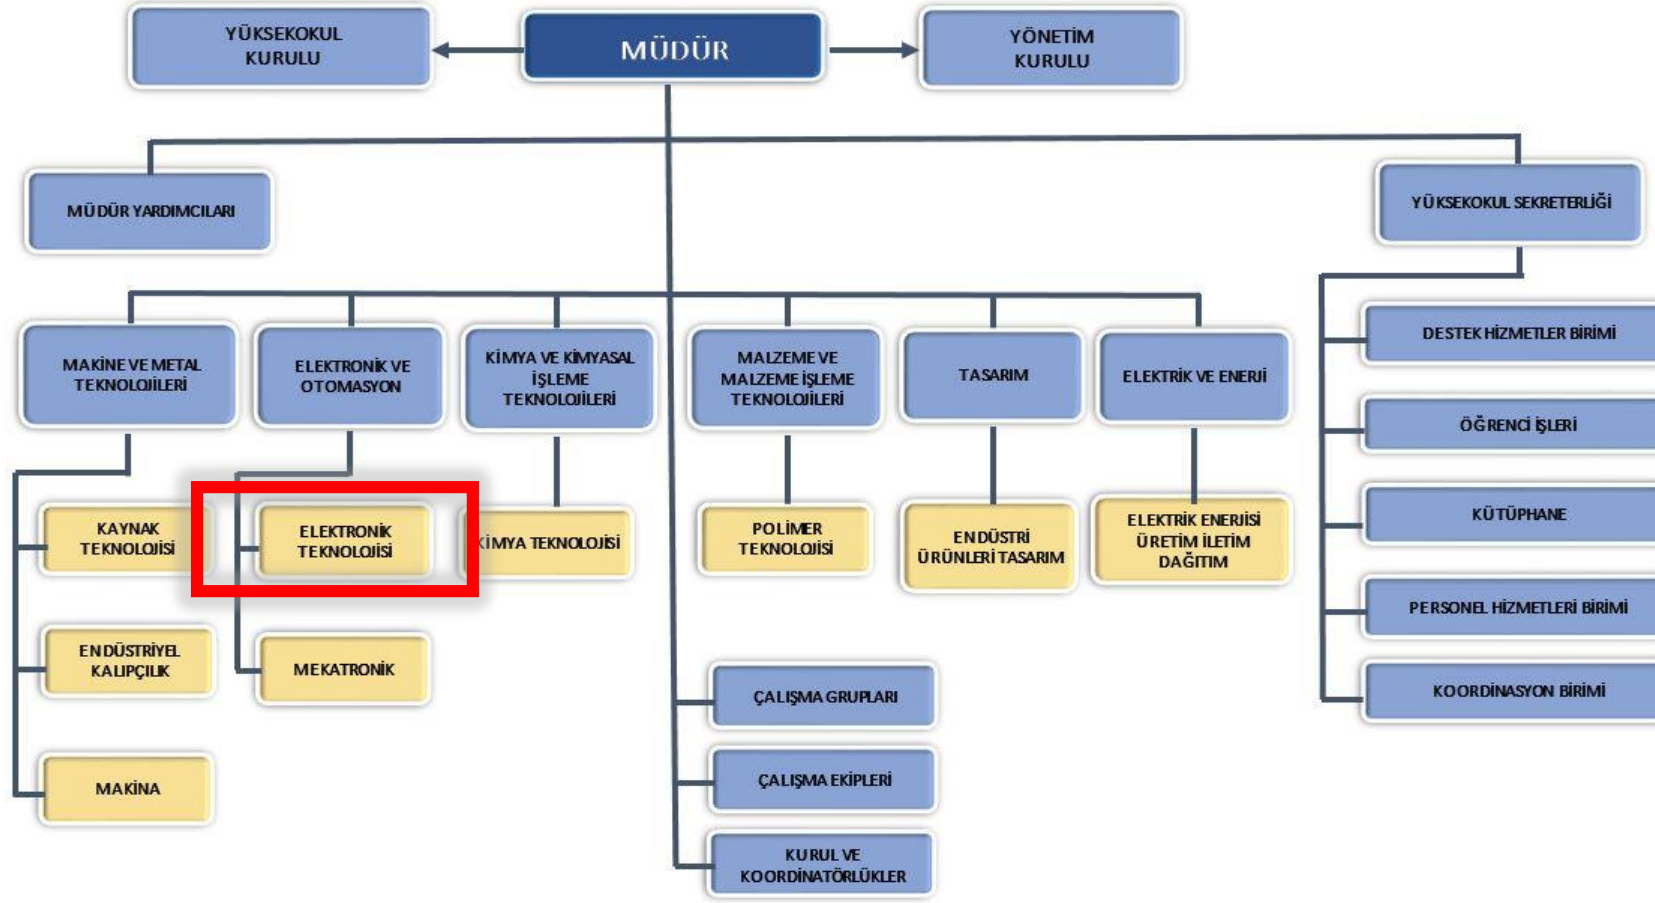 YÜKSEKOKUL
KURULU
MÜDÜR
YÖNETİM
KURULU
MÜDÜR YARDIMCILARI
YÜKSEKOKUL SEKRETERLİĞİ
MAKİNE VE METAL
TEKNOLOJİLERİ
ELEKTRONİK VE
OTOMASYON
KİMYA VE KİMYASAL
İŞLEME
TEKNOLOJİLERİ
MALZEME VE
MALZEME İŞLEME
TEKNOLOJİLERİ
TASARIM
ELEKTRİK VE ENERJİ
DESTEK HİZMETLER BİRİMİ
ÖĞRENCİ İŞLERİ
KÜTÜPHANE
PERSONEL HİZMETLERİ BİRİMİ
KOORDİNASYON BİRİMİ
KAYNAK
TEKNOLOJİSİ
ELEKTRONİK
TEKNOLOJİSİ
KİMYA TEKNOLOJİSİ
POLİMER
TEKNOLOJİSİ
ENDÜSTRİ
ÜRÜNLERİ TASARIM
ELEKTRİK ENERJİSİ
ÜRETİM İLETİM
DAĞITIM
ENDÜSTRİYEL
KALIPÇILIK
MEKATRONİK
MAKİNA
ÇALIŞMA GRUPLARI
ÇALIŞMA EKİPLERİ
KURUL VE
KOORDİNATÖRLÜKLER